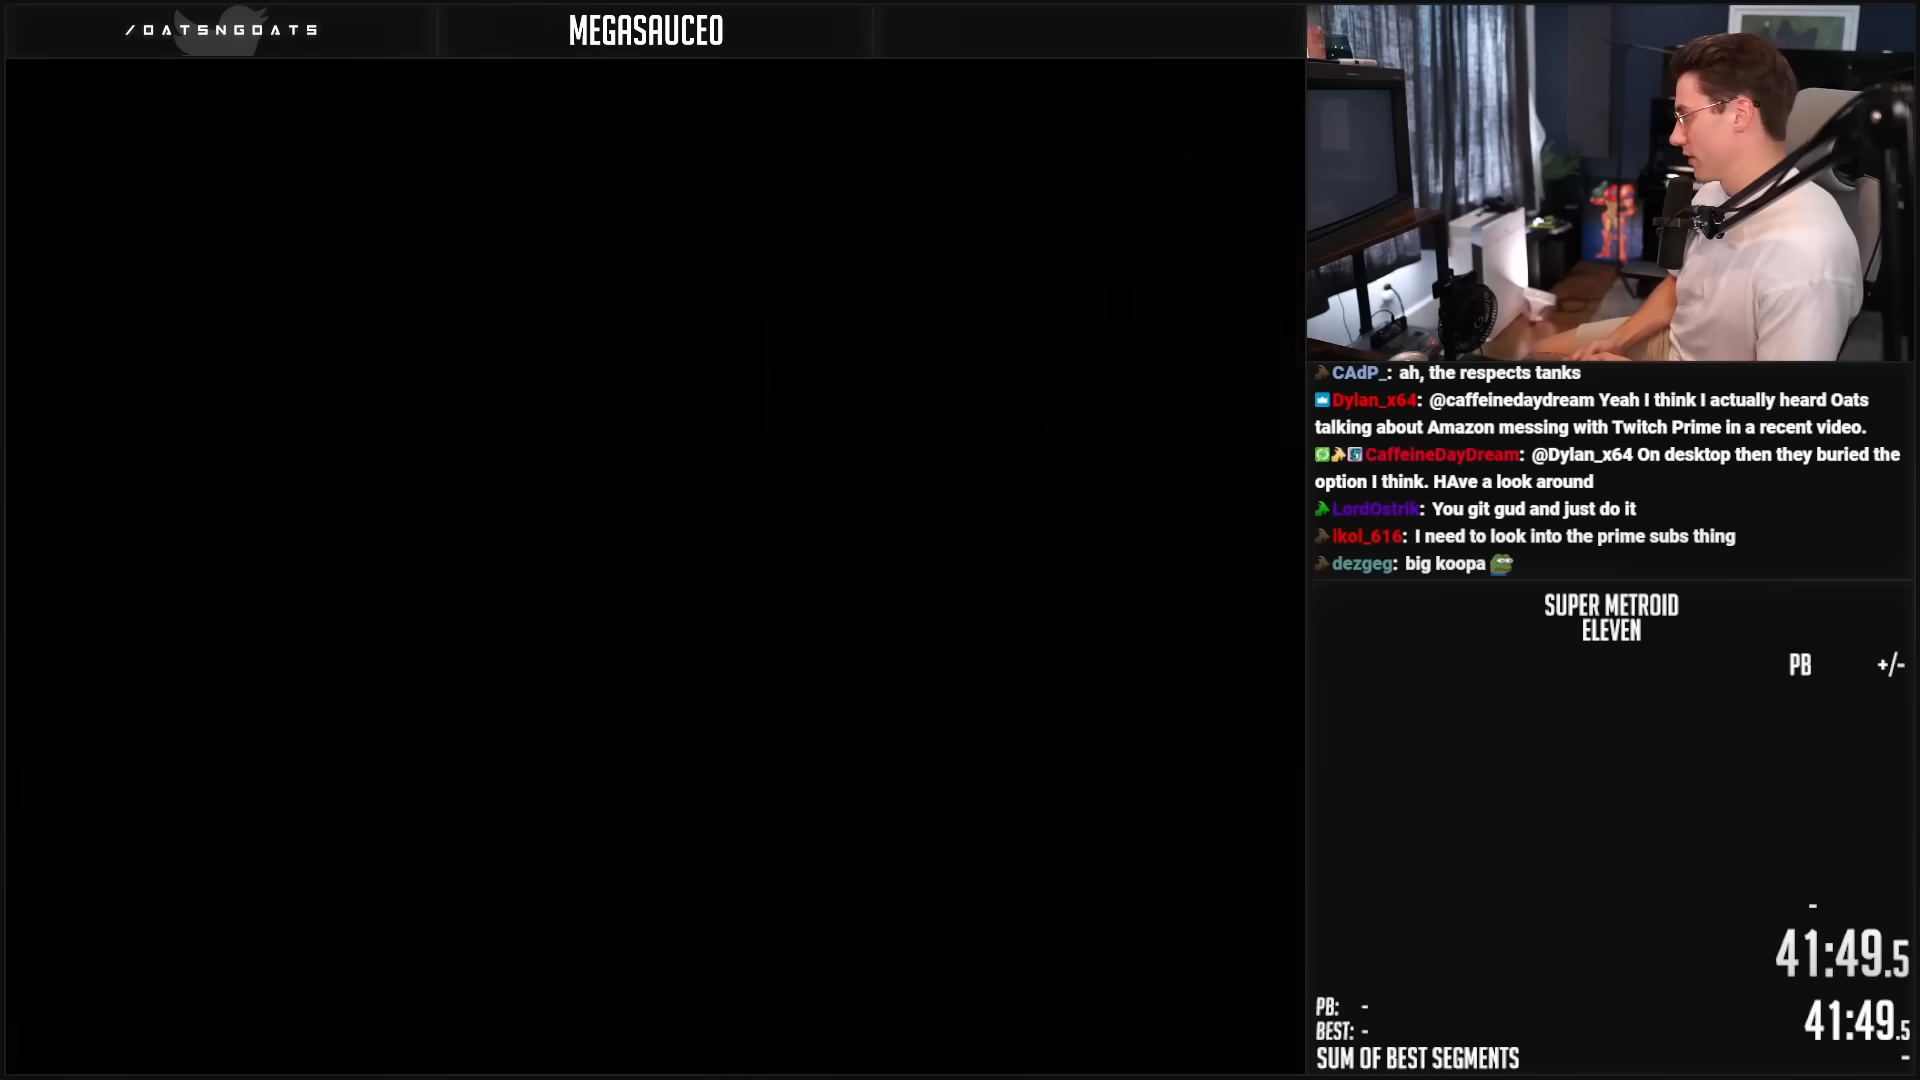 /OATSNGOATS
MEGASAUCEO
CAdP_: ah, the respects tanks
Dylan_x64: @caffeinedaydream Yeah I think I actually heard Oats
talking about Amazon messing with Twitch Prime in a recent video.
CaffeineDayDream: @Dylan_x64 On desktop then they buried the
option I think. HAve a look around
LordOstrik: You git gud and just do it
ikol_616: I need to look into the prime subs thing
dezgeg: big koopa
SUPER METROID
ELEVEN
PB +/-
-
41:49.5
PB: -
BEST: -
41:49.5
SUM OF BEST SEGMENTS -